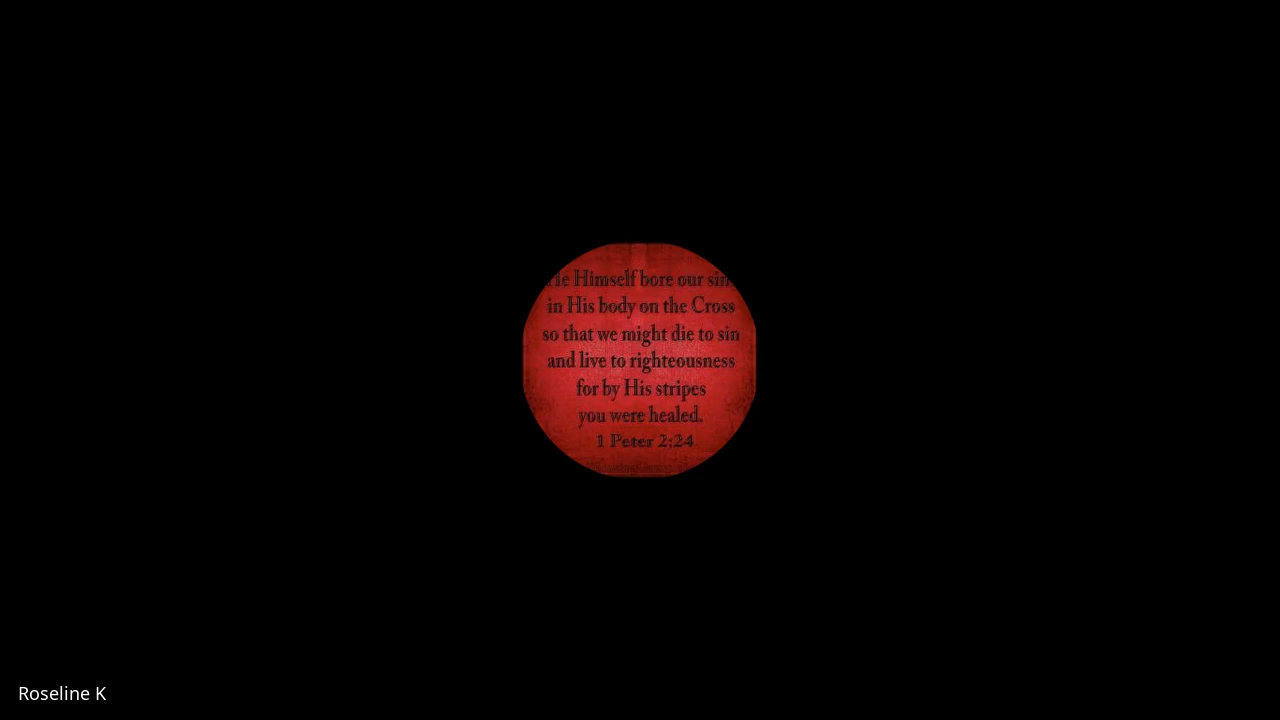 He Himself bore our sin
in His body on the Cross
so that we might die to sin
and live to righteousness
for by His stripes
you were healed.
1 Peter 2:24
Roseline K